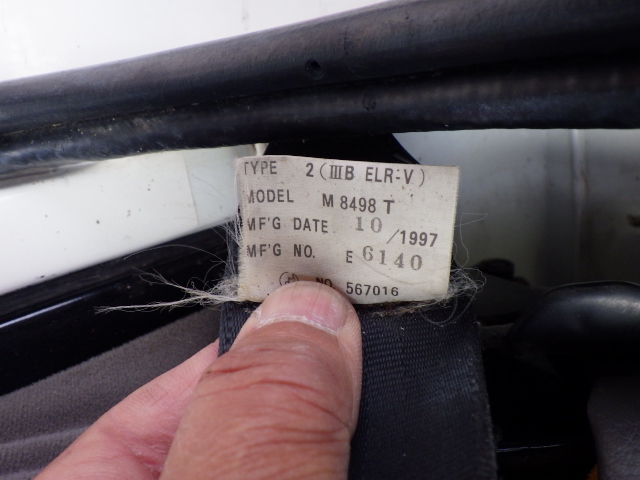 TYPE 2 (IIIB ELR-V)
MODEL M 8498 T
MF'G DATE 10 /1997
MF'G NO. E 6140
NO 567016